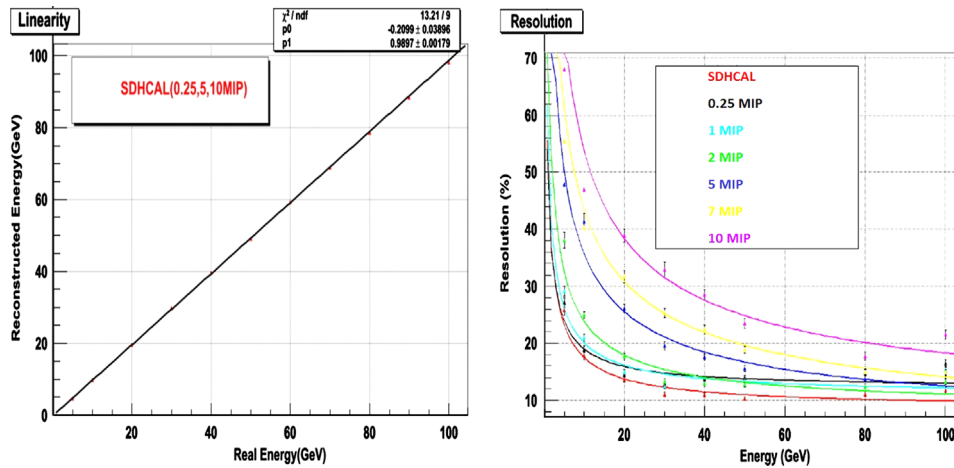 Linearity
χ² / ndf 13.21 / 9
p0 -0.2099 ± 0.03896
p1 0.9897 ± 0.00179
SDHCAL(0.25,5,10MIP)
Reconstructed Energy(GeV)
100
80
60
40
20
0
20 40 60 80 100
Real Energy(GeV)
Resolution
SDHCAL
0.25 MIP
1 MIP
2 MIP
5 MIP
7 MIP
10 MIP
Resolution (%)
70
60
50
40
30
20
10
20 40 60 80 100
Energy (GeV)